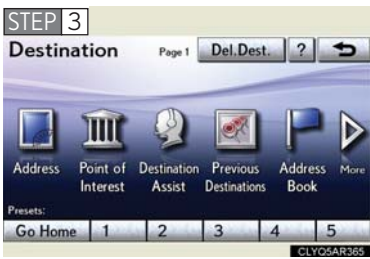 STEP 3
Destination Page 1 Del.Dest. ?
Address Point of Interest Destination Assist Previous Destinations Address Book More
Presets:
Go Home 1 2 3 4 5
CLYQ5AR365